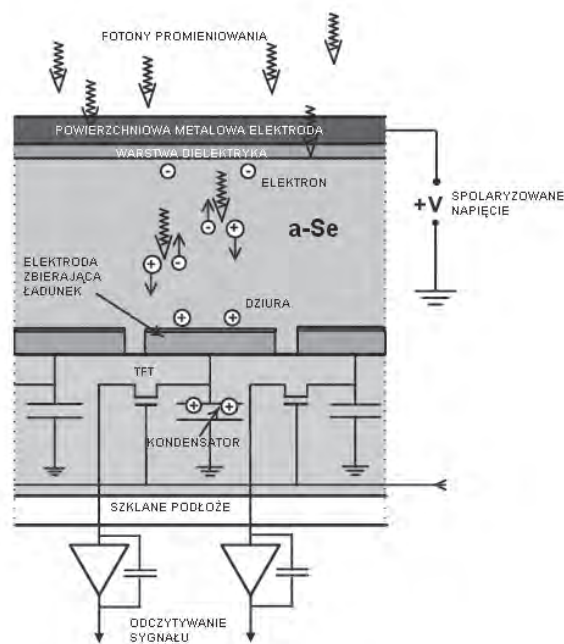 FOTONY PROMIENIOWANIA
POWIERZCHNIOWA METALOWA ELEKTRODA
WARSTWA DIELEKTRYKA
ELEKTRON
+V
SPOLARYZOWANE
NAPIĘCIE
a-Se
ELEKTRODA
ZBIERAJĄCA
ŁADUNEK
DZIURA
TFT
KONDENSATOR
SZKLANE PODŁOŻE
ODCZYTYWANIE
SYGNAŁU